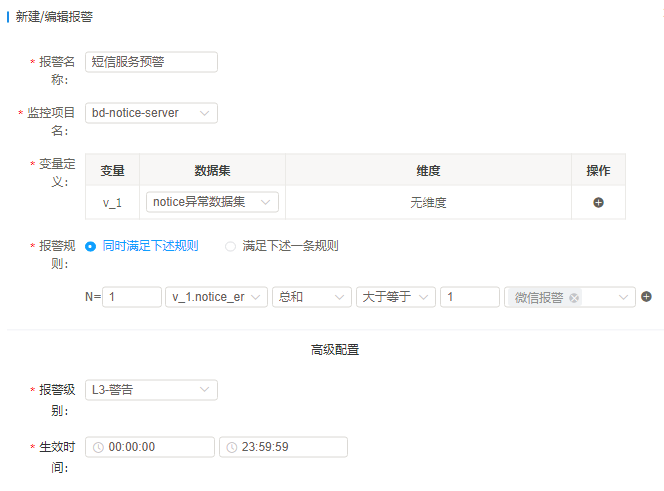 新建/编辑报警
* 报警名称:
短信服务预警
* 监控项目名:
bd-notice-server
* 变量定义:
变量 数据集 维度 操作
v_1 notice异常数据集 无维度
* 报警规则:
同时满足下述规则 满足下述一条规则
N= 1 v_1.notice_er 总和 大于等于 1 微信报警
高级配置
* 报警级别:
L3-警告
* 生效时间:
00:00:00 23:59:59